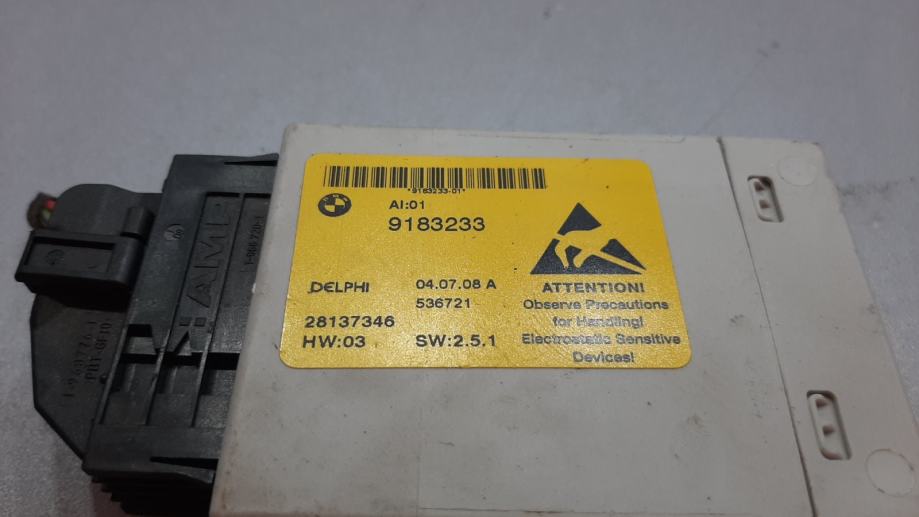 *9183233-01*
AI:01
9183233
DELPHI
04.07.08 A
536721
28137346
HW:03
SW:2.5.1
ATTENTION!
Observe Precautions
for Handling!
Electrostatic Sensitive
Devices!
AMP